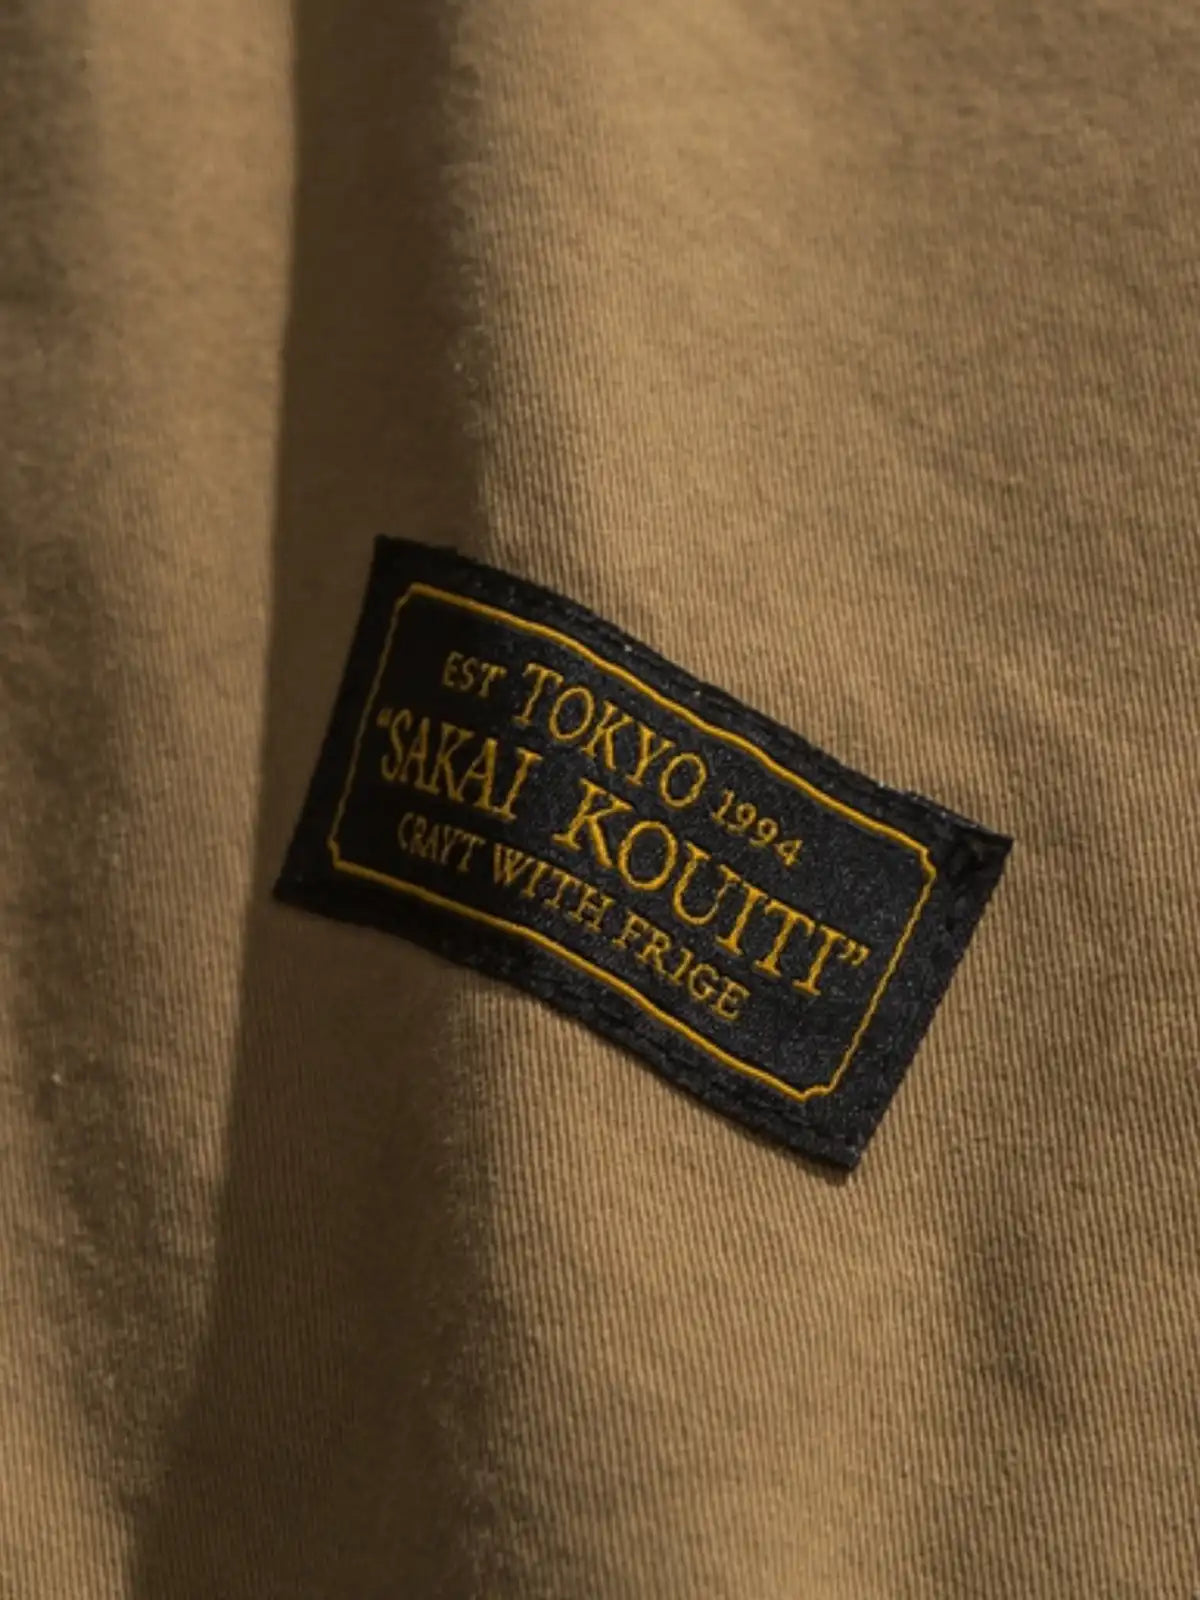 EST TOKYO 1994
“SAKAI KOUITI”
CRAYT WITH FRIGE